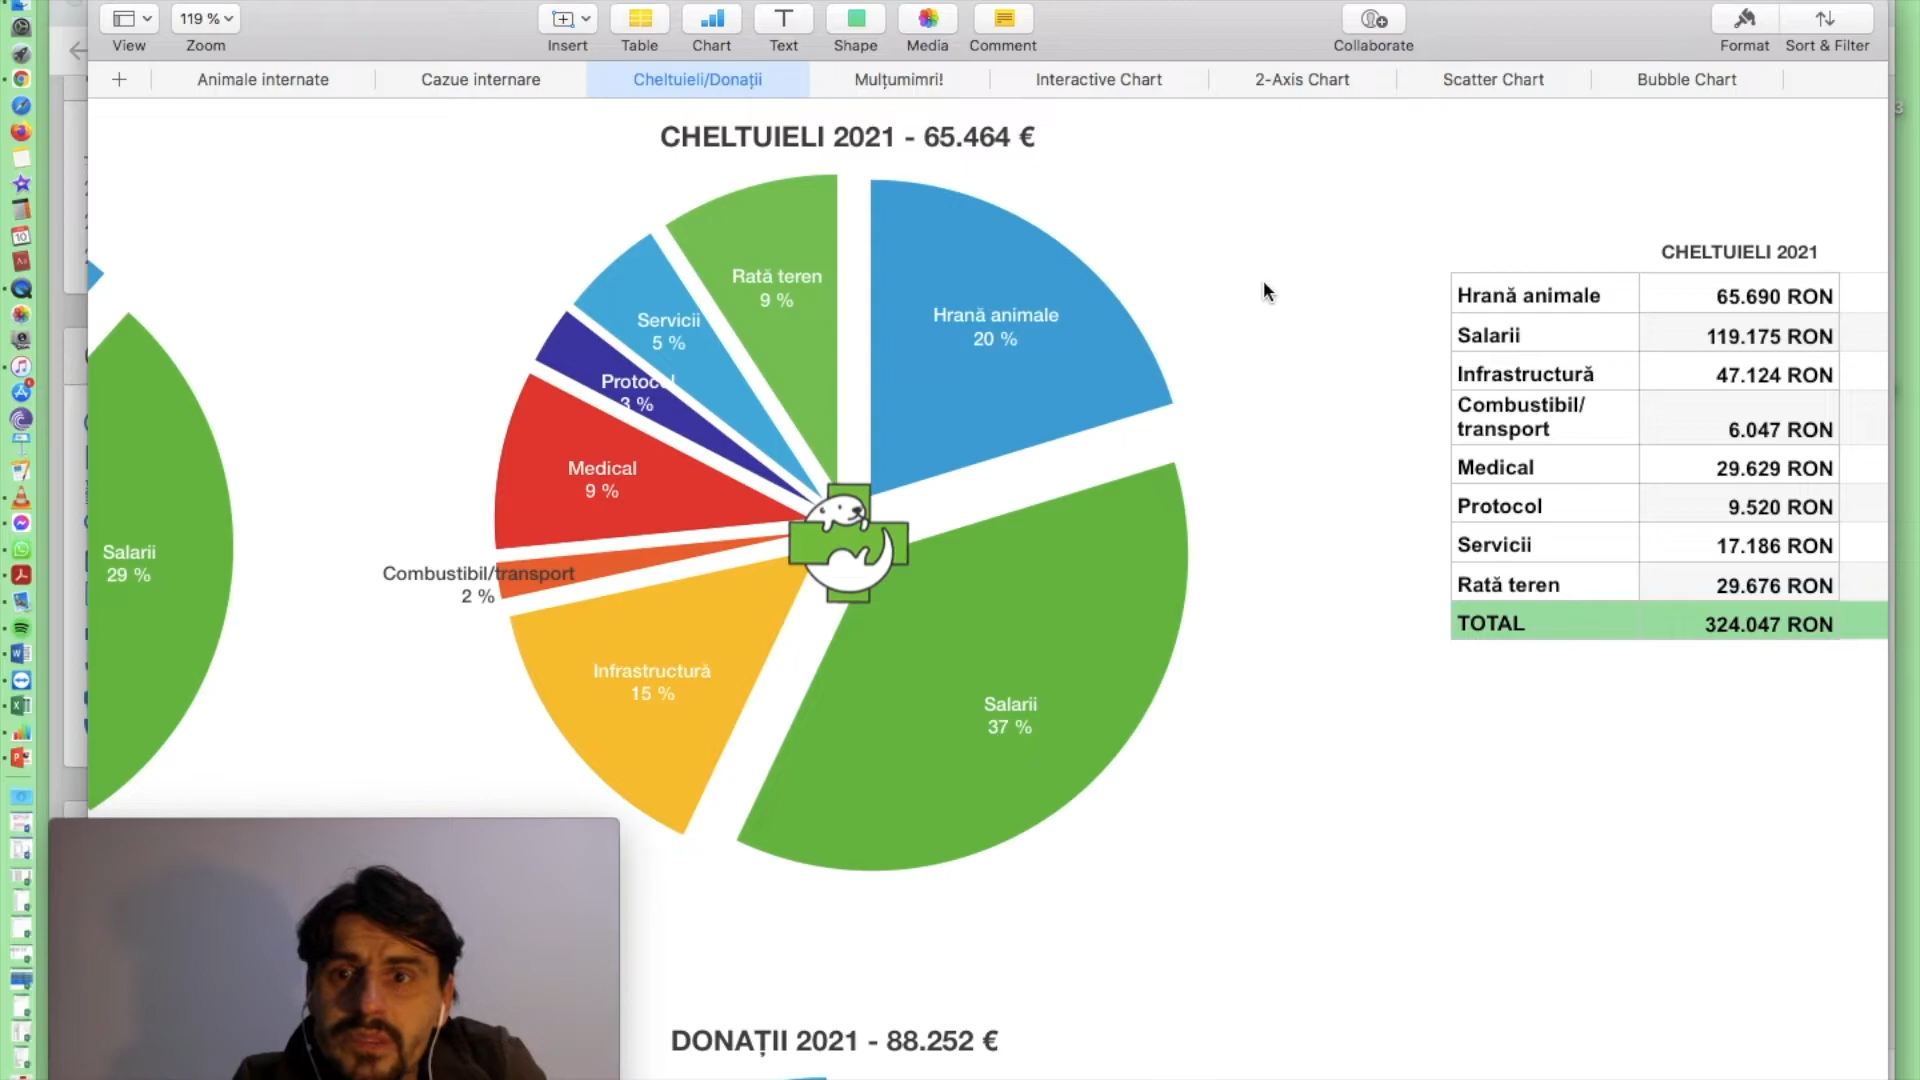 119 %
View
Zoom
Insert
Table
Chart
Text
Shape
Media
Comment
Collaborate
Format
Sort & Filter
Animale internate
Cazue internare
Cheltuieli/Donații
Mulțumimri!
Interactive Chart
2-Axis Chart
Scatter Chart
Bubble Chart
CHELTUIELI 2021 - 65.464 €
Rată teren
9 %
Hrană animale
20 %
Servicii
5 %
Protocol
3 %
Medical
9 %
Combustibil/transport
2 %
Infrastructură
15 %
Salarii
37 %
Salarii
29 %
CHELTUIELI 2021
Hrană animale 65.690 RON
Salarii 119.175 RON
Infrastructură 47.124 RON
Combustibil/
transport 6.047 RON
Medical 29.629 RON
Protocol 9.520 RON
Servicii 17.186 RON
Rată teren 29.676 RON
TOTAL 324.047 RON
DONAȚII 2021 - 88.252 €